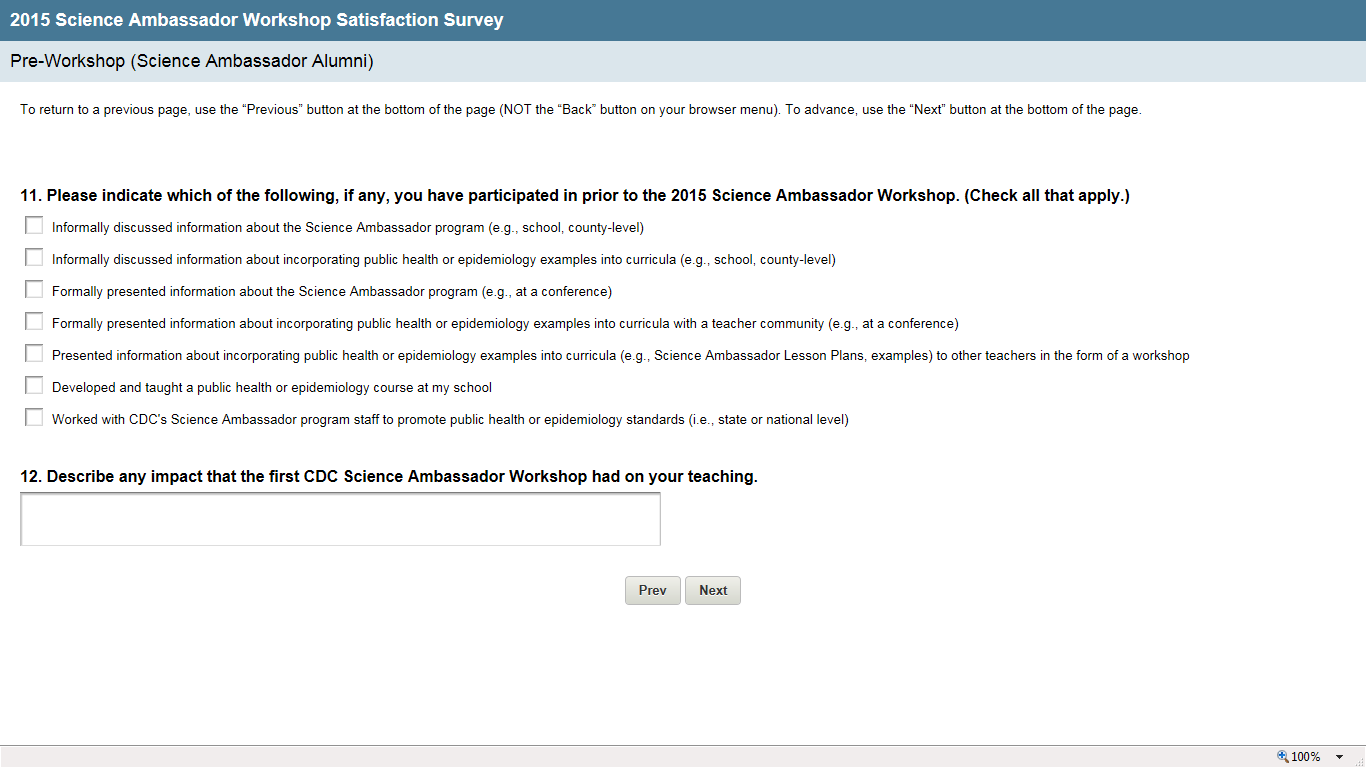 2015 Science Ambassador Workshop Satisfaction Survey
Pre-Workshop (Science Ambassador Alumni)
To return to a previous page, use the “Previous” button at the bottom of the page (NOT the “Back” button on your browser menu). To advance, use the “Next” button at the bottom of the page.
11. Please indicate which of the following, if any, you have participated in prior to the 2015 Science Ambassador Workshop. (Check all that apply.)
Informally discussed information about the Science Ambassador program (e.g., school, county-level)
Informally discussed information about incorporating public health or epidemiology examples into curricula (e.g., school, county-level)
Formally presented information about the Science Ambassador program (e.g., at a conference)
Formally presented information about incorporating public health or epidemiology examples into curricula with a teacher community (e.g., at a conference)
Presented information about incorporating public health or epidemiology examples into curricula (e.g., Science Ambassador Lesson Plans, examples) to other teachers in the form of a workshop
Developed and taught a public health or epidemiology course at my school
Worked with CDC's Science Ambassador program staff to promote public health or epidemiology standards (i.e., state or national level)
12. Describe any impact that the first CDC Science Ambassador Workshop had on your teaching.
Prev Next
100%